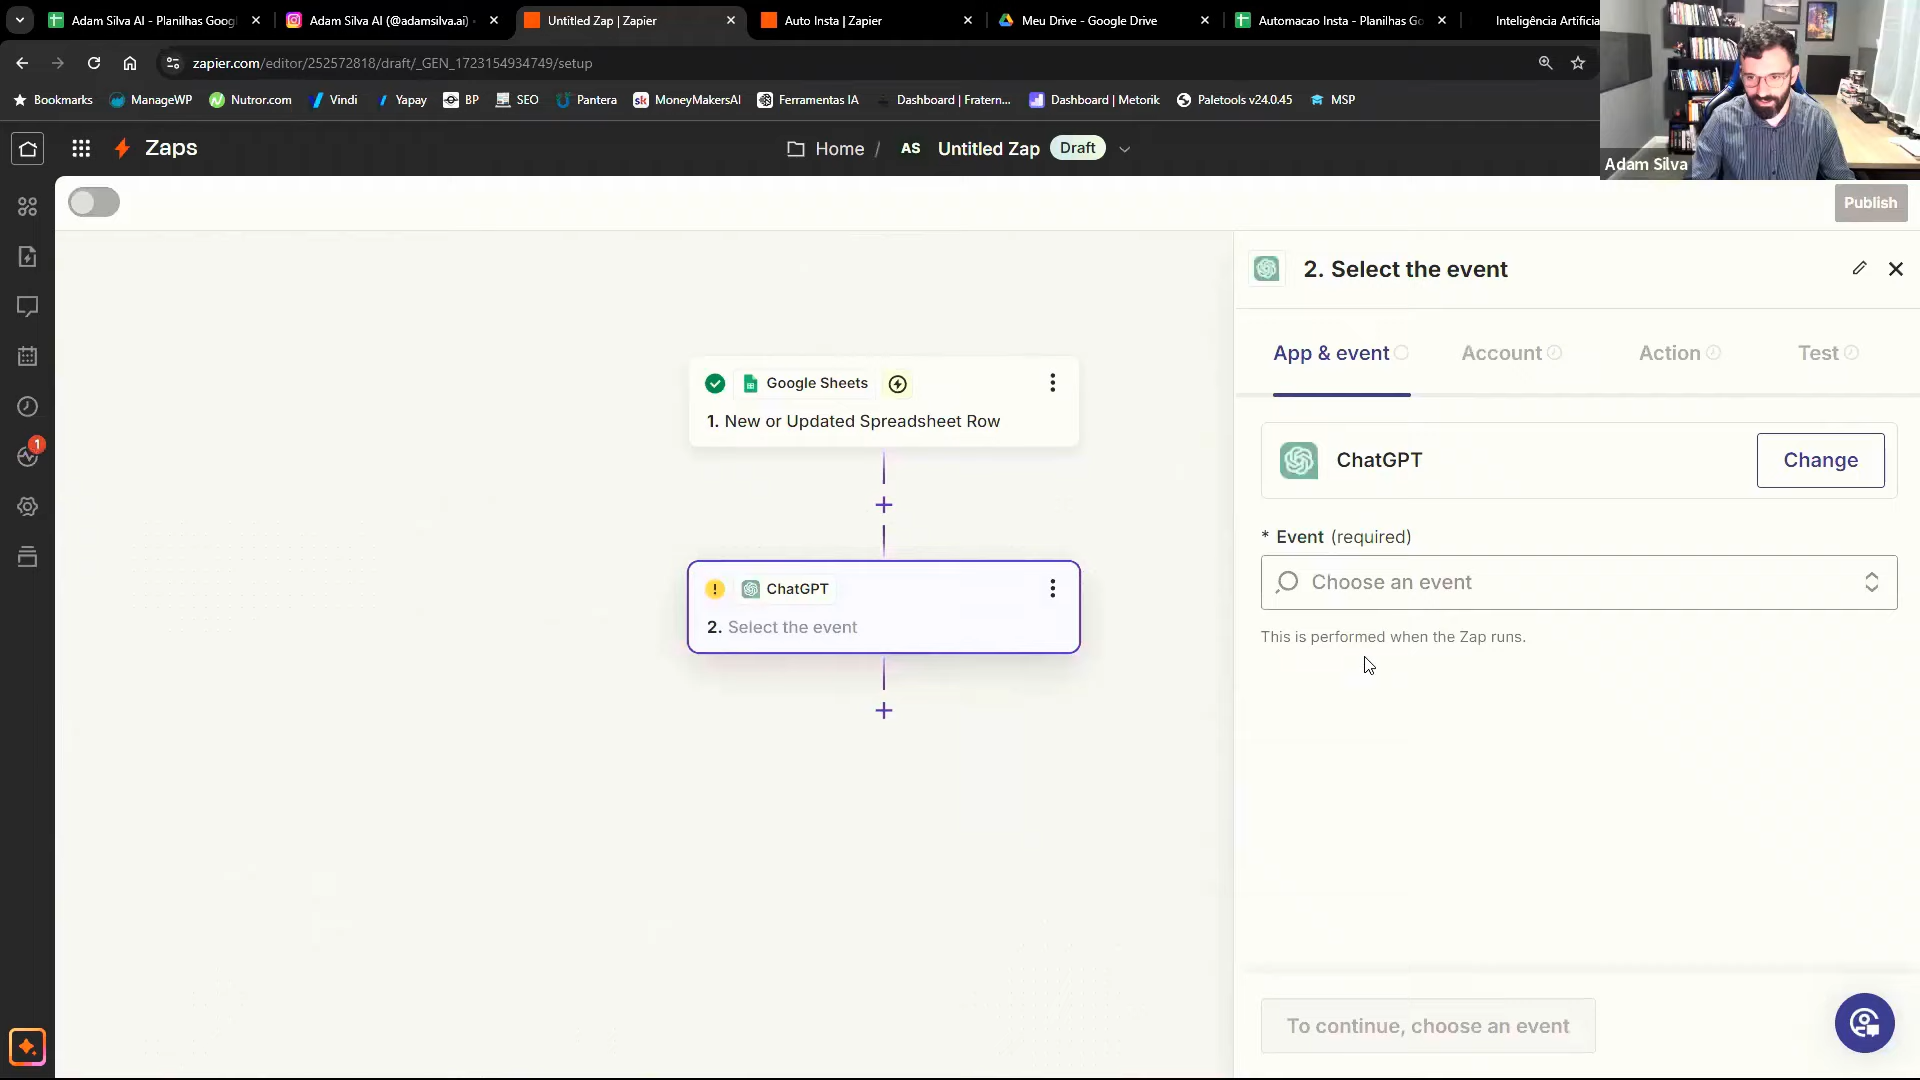 Adam Silva AI - Planilhas Goog
Adam Silva AI (@adamsilva.ai)
Untitled Zap | Zapier
Auto Insta | Zapier
Meu Drive - Google Drive
Automacao Insta - Planilhas Go
Inteligência Artificia
zapier.com/editor/252572818/draft/_GEN_1723154934749/setup
Bookmarks
ManageWP
Nutror.com
Vindi
Yapay
BP
SEO
Pantera
sk MoneyMakersAI
Ferramentas IA
Dashboard | Fratern...
Dashboard | Metorik
Paletools v24.0.45
MSP
Adam Silva
Zaps
Home / AS Untitled Zap Draft
Publish
1
2. Select the event
App & event
Account
Action
Test
Google Sheets
1. New or Updated Spreadsheet Row
ChatGPT
Change
* Event (required)
Choose an event
This is performed when the Zap runs.
! ChatGPT
2. Select the event
To continue, choose an event